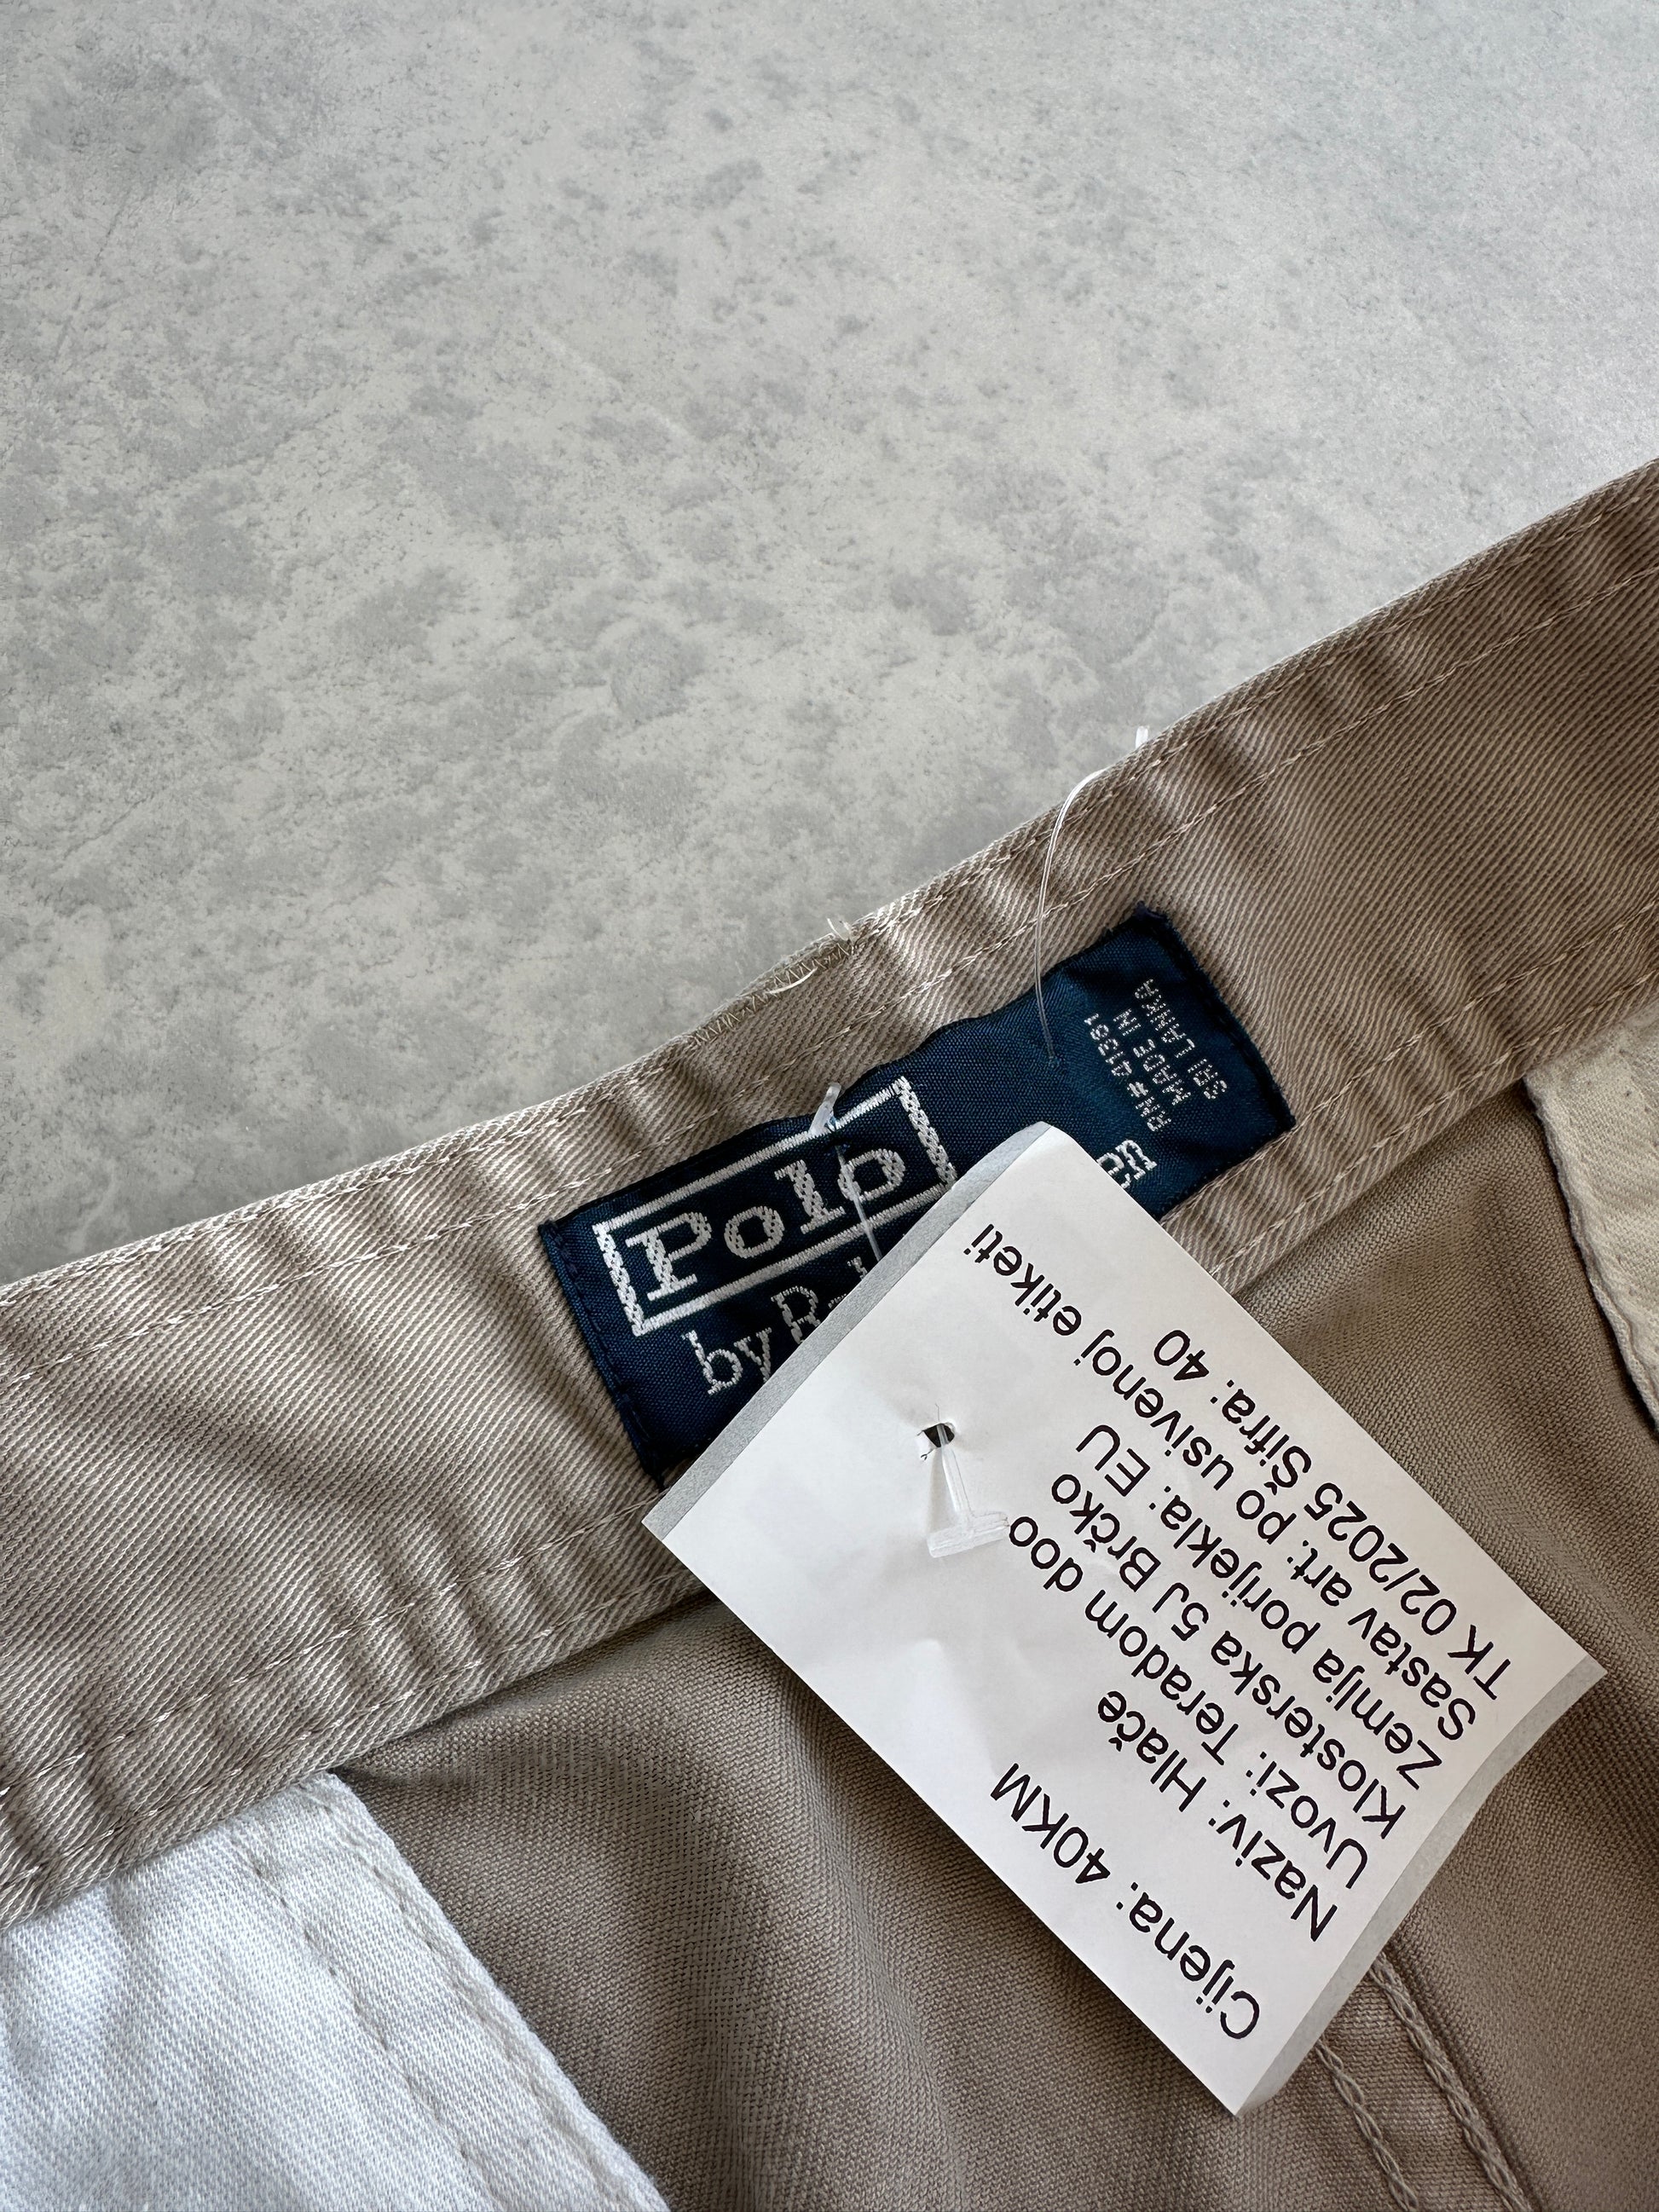 Polo
by R
RN# 41381
MADE IN
SRI LANKA
Cijena: 40KM
Naziv: Hlače
Uvozi: Teradom doo
Klosterska 5J Brčko
Zemlja porijekla: EU
Sastav art: po usivenoj etiketi
TK 02/2025 Šifra: 40